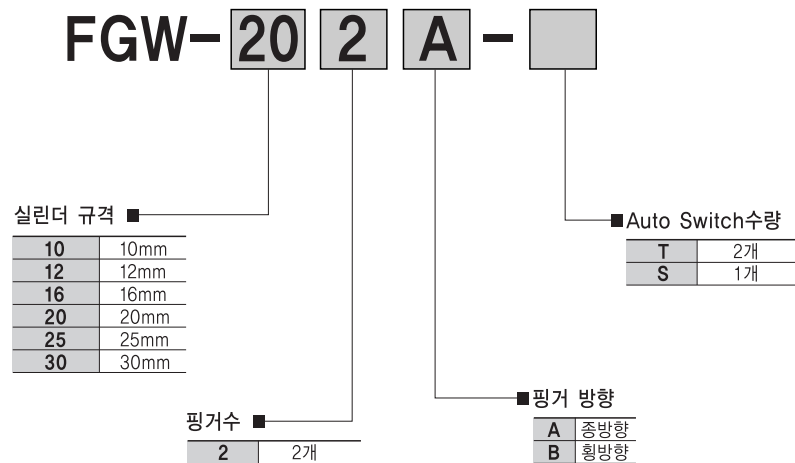 FGW-20 2 A -
실린더 규격
10 10mm
12 12mm
16 16mm
20 20mm
25 25mm
30 30mm
Auto Switch수량
T 2개
S 1개
핑거수
2 2개
핑거 방향
A 종방향
B 횡방향